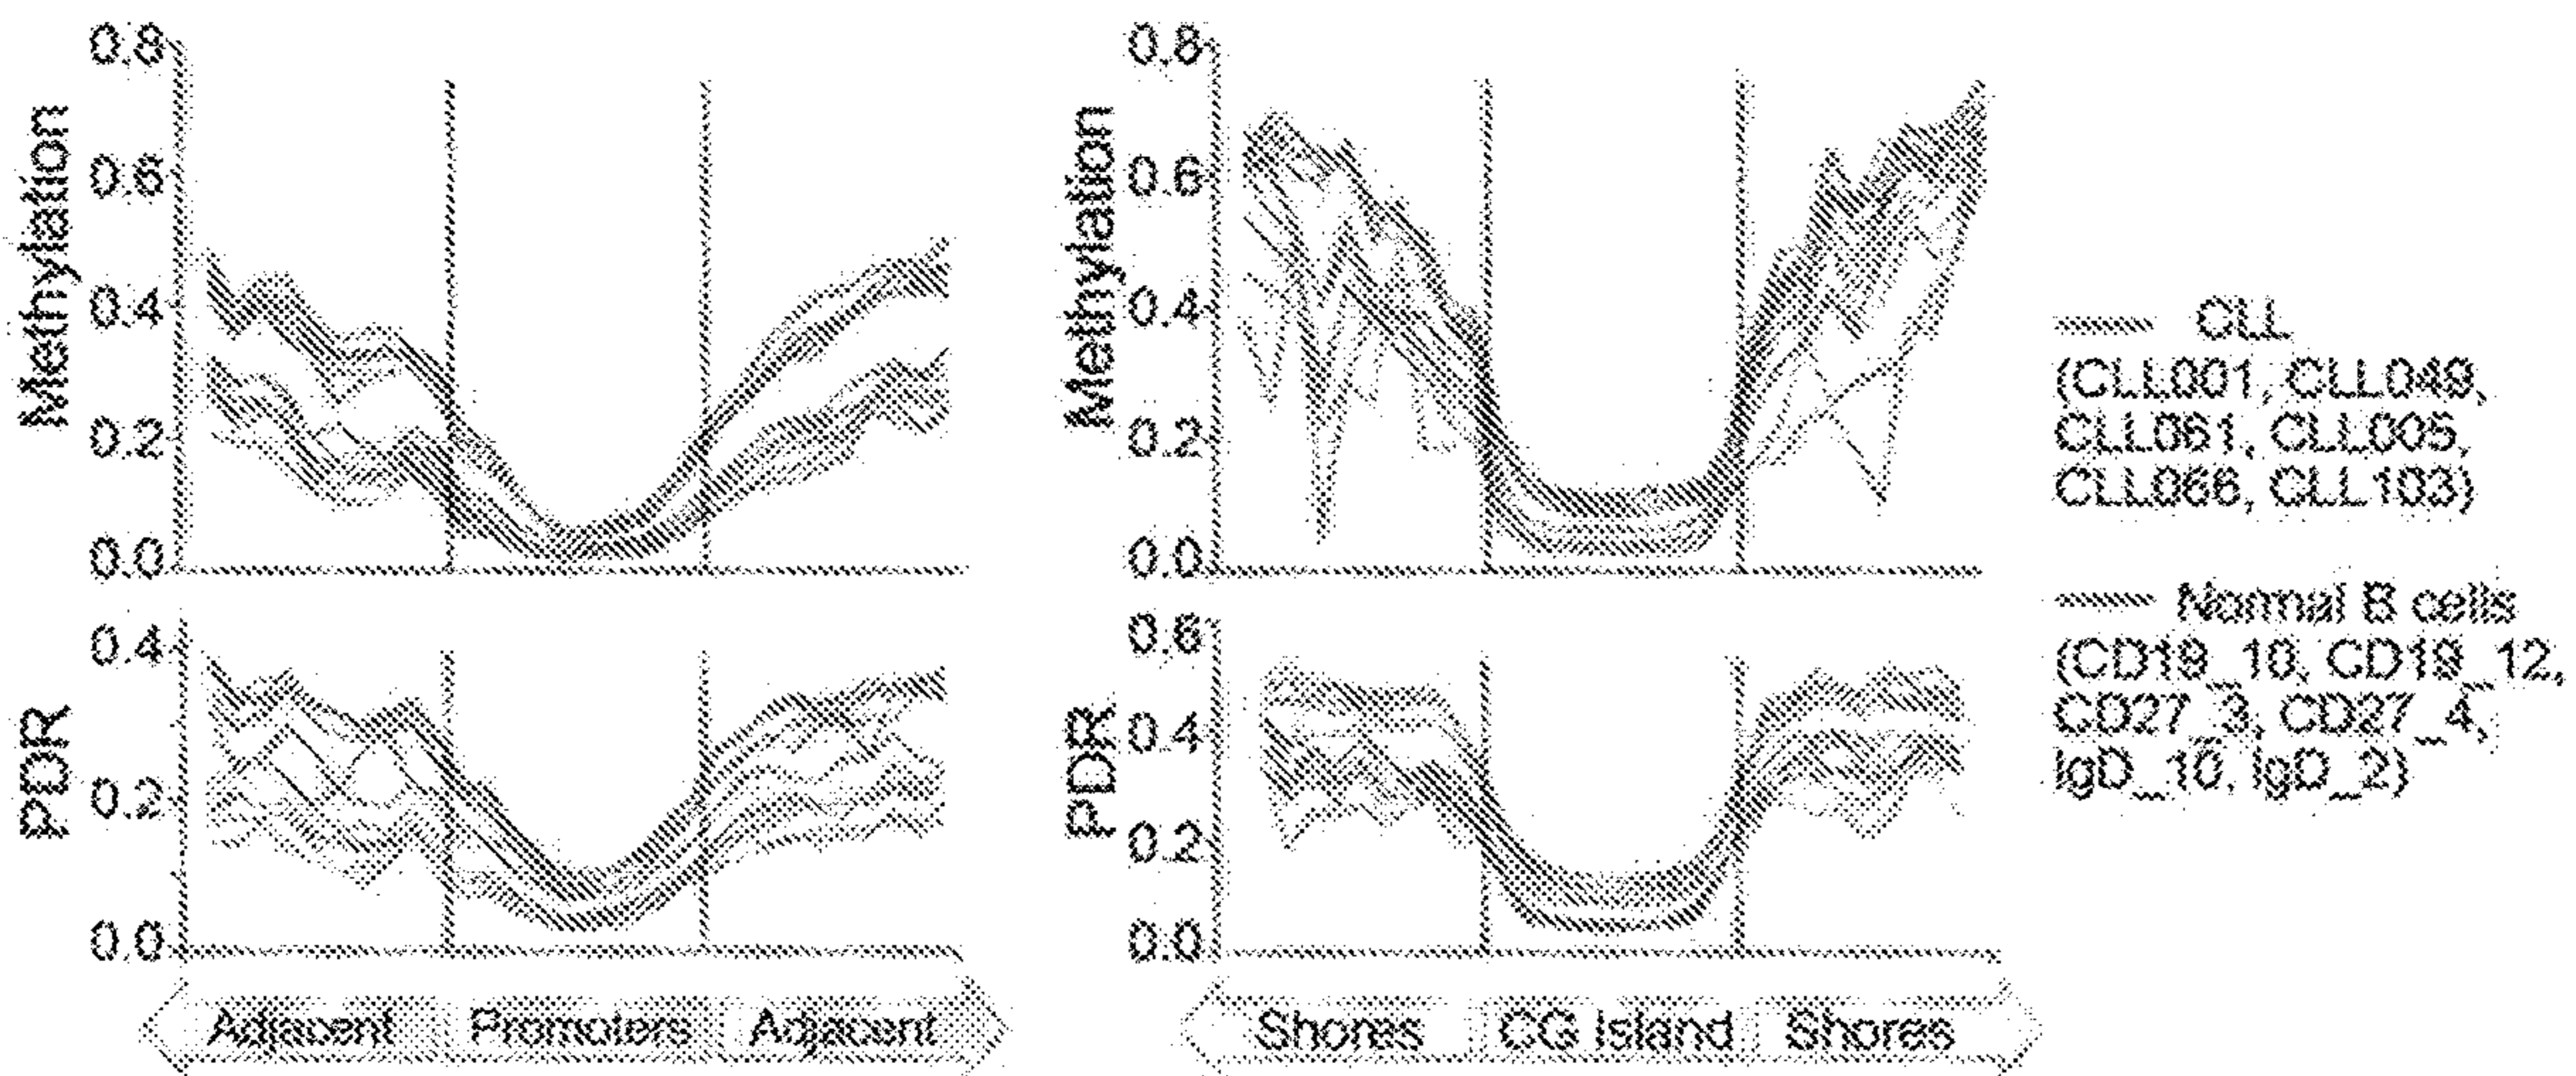 0.8
0.6
0.4
0.2
0.0
Methylation
0.4
0.2
0.0
PDR
Adjacent Promoters Adjacent
0.8
0.6
0.4
0.2
0.0
Methylation
0.6
0.4
0.2
0.0
PDR
Shores CG Island Shores
CLL
(CLL001, CLL049,
CLL061, CLL005,
CLL066, CLL103)
Normal B cells
(CD19_10, CD19_12,
CD27_3, CD27_4,
IgD_10, IgD_2)